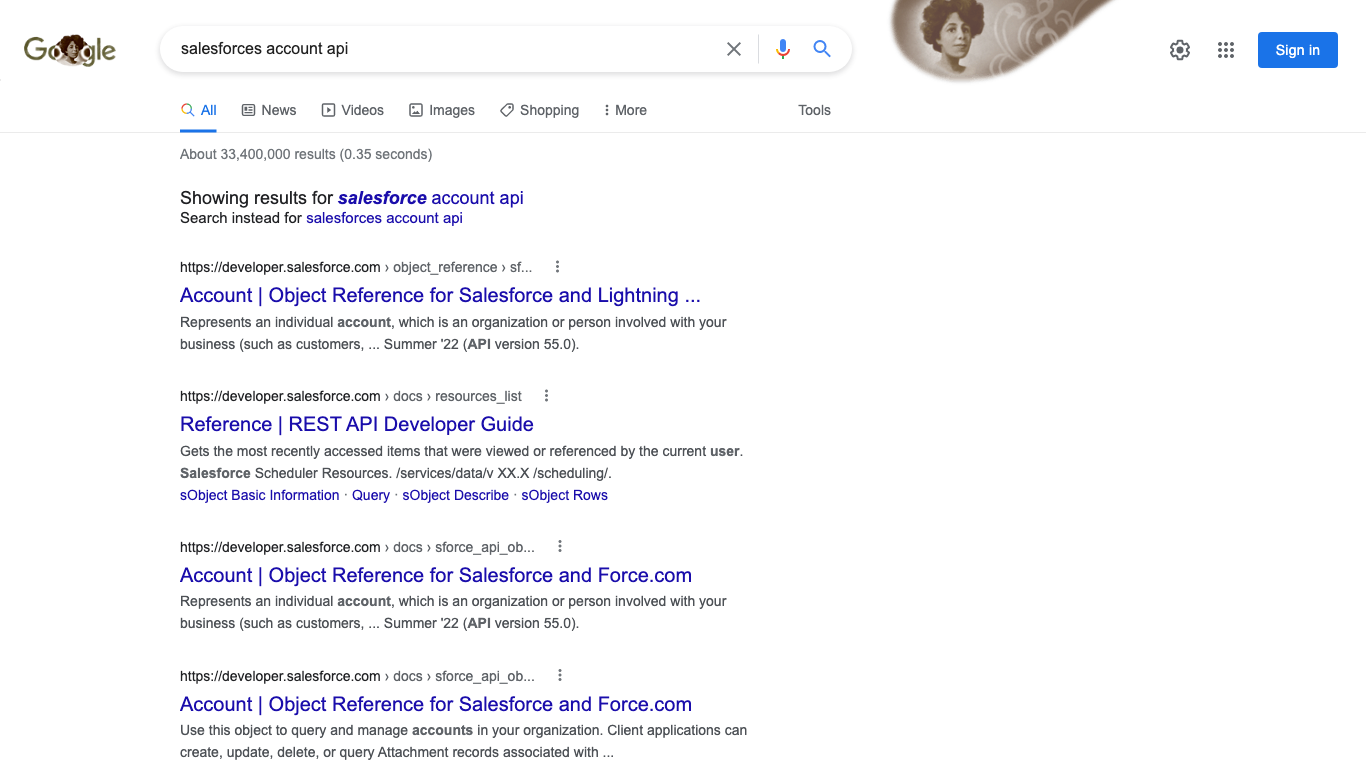 Google
salesforces account api
Sign in
All News Videos Images Shopping More Tools
About 33,400,000 results (0.35 seconds)
Showing results for salesforce account api
Search instead for salesforces account api
https://developer.salesforce.com › object_reference › sf...
Account | Object Reference for Salesforce and Lightning ...
Represents an individual account, which is an organization or person involved with your
business (such as customers, ... Summer '22 (API version 55.0).
https://developer.salesforce.com › docs › resources_list
Reference | REST API Developer Guide
Gets the most recently accessed items that were viewed or referenced by the current user.
Salesforce Scheduler Resources. /services/data/v XX.X /scheduling/.
sObject Basic Information · Query · sObject Describe · sObject Rows
https://developer.salesforce.com › docs › sforce_api_ob...
Account | Object Reference for Salesforce and Force.com
Represents an individual account, which is an organization or person involved with your
business (such as customers, ... Summer '22 (API version 55.0).
https://developer.salesforce.com › docs › sforce_api_ob...
Account | Object Reference for Salesforce and Force.com
Use this object to query and manage accounts in your organization. Client applications can
create, update, delete, or query Attachment records associated with ...